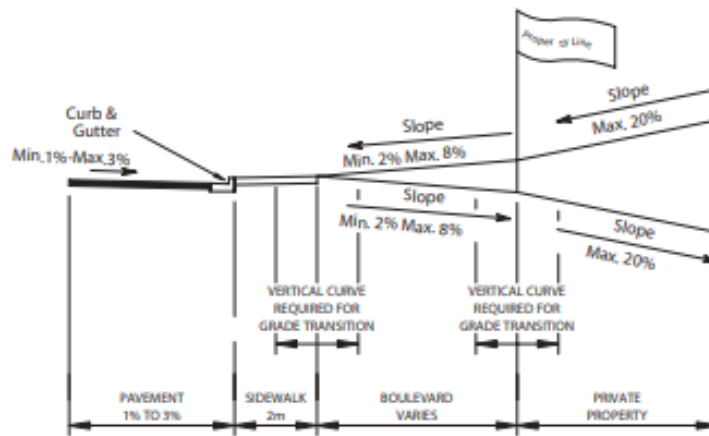 Proper ty Line
Curb &
Gutter
Min.1%-Max.3%
Slope
Min. 2% Max. 8%
Slope
Max. 20%
Slope
Min. 2% Max. 8%
Slope
Max. 20%
VERTICAL CURVE
REQUIRED FOR
GRADE TRANSITION
VERTICAL CURVE
REQUIRED FOR
GRADE TRANSITION
PAVEMENT
1% TO 3%
SIDEWALK
2m
BOULEVARD
VARIES
PRIVATE
PROPERTY